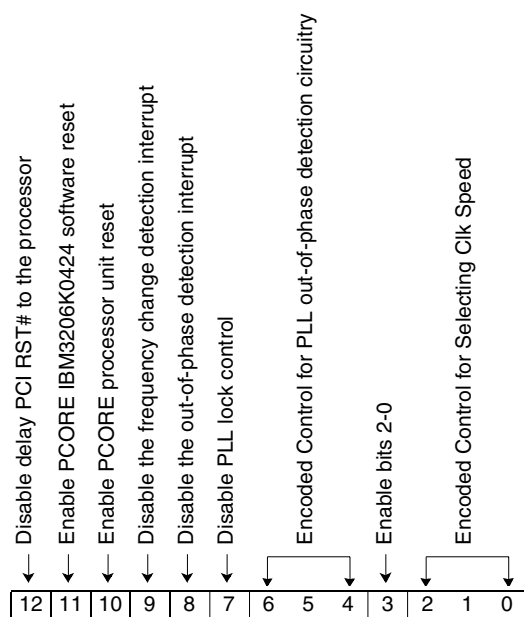 Disable delay PCI RST# to the processor
Enable PCORE IBM3206K0424 software reset
Enable PCORE processor unit reset
Disable the frequency change detection interrupt
Disable the out-of-phase detection interrupt
Disable PLL lock control
Encoded Control for PLL out-of-phase detection circuitry
Enable bits 2-0
Encoded Control for Selecting Clk Speed
12 11 10 9 8 7 6 5 4 3 2 1 0